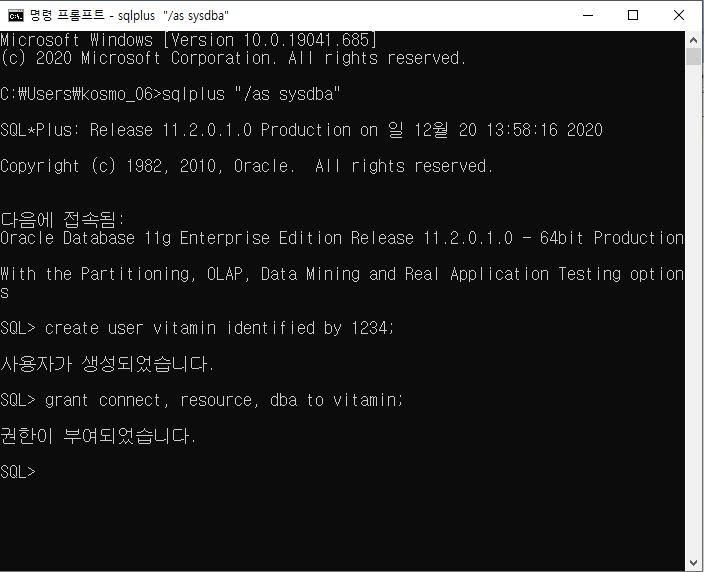 명령 프롬프트 - sqlplus "/as sysdba"
Microsoft Windows [Version 10.0.19041.685]
(c) 2020 Microsoft Corporation. All rights reserved.
C:₩Users₩kosmo_06>sqlplus "/as sysdba"
SQL*Plus: Release 11.2.0.1.0 Production on 일 12월 20 13:58:16 2020
Copyright (c) 1982, 2010, Oracle.  All rights reserved.
다음에 접속됨:
Oracle Database 11g Enterprise Edition Release 11.2.0.1.0 - 64bit Production
With the Partitioning, OLAP, Data Mining and Real Application Testing option
s
SQL> create user vitamin identified by 1234;
사용자가 생성되었습니다.
SQL> grant connect, resource, dba to vitamin;
권한이 부여되었습니다.
SQL>